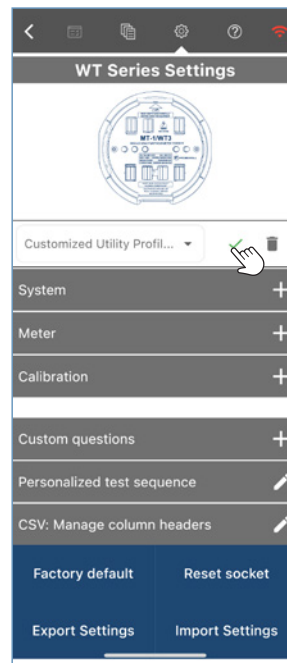 WT Series Settings
MT-1/WT3
Customized Utility Profil...
System
Meter
Calibration
Custom questions
Personalized test sequence
CSV: Manage column headers
Factory default
Reset socket
Export Settings
Import Settings